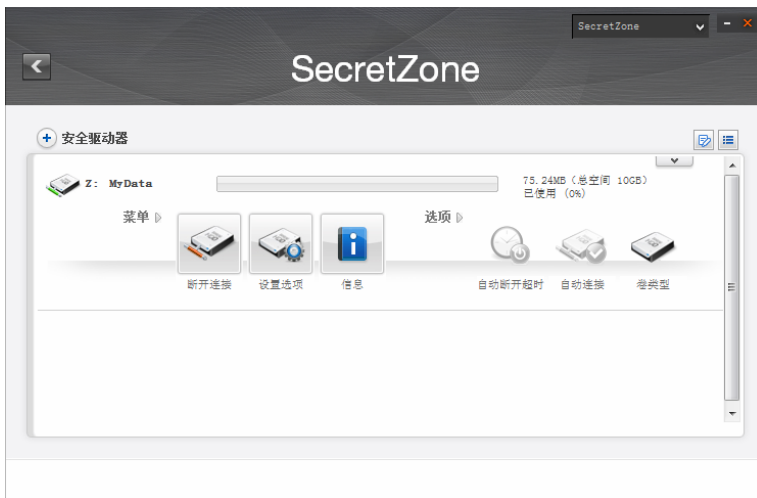 SecretZone
SecretZone
安全驱动器
Z: MyData
75.24MB（总空间 10GB）
已使用 (0%)
菜单
选项
断开连接
设置选项
信息
自动断开超时
自动连接
卷类型